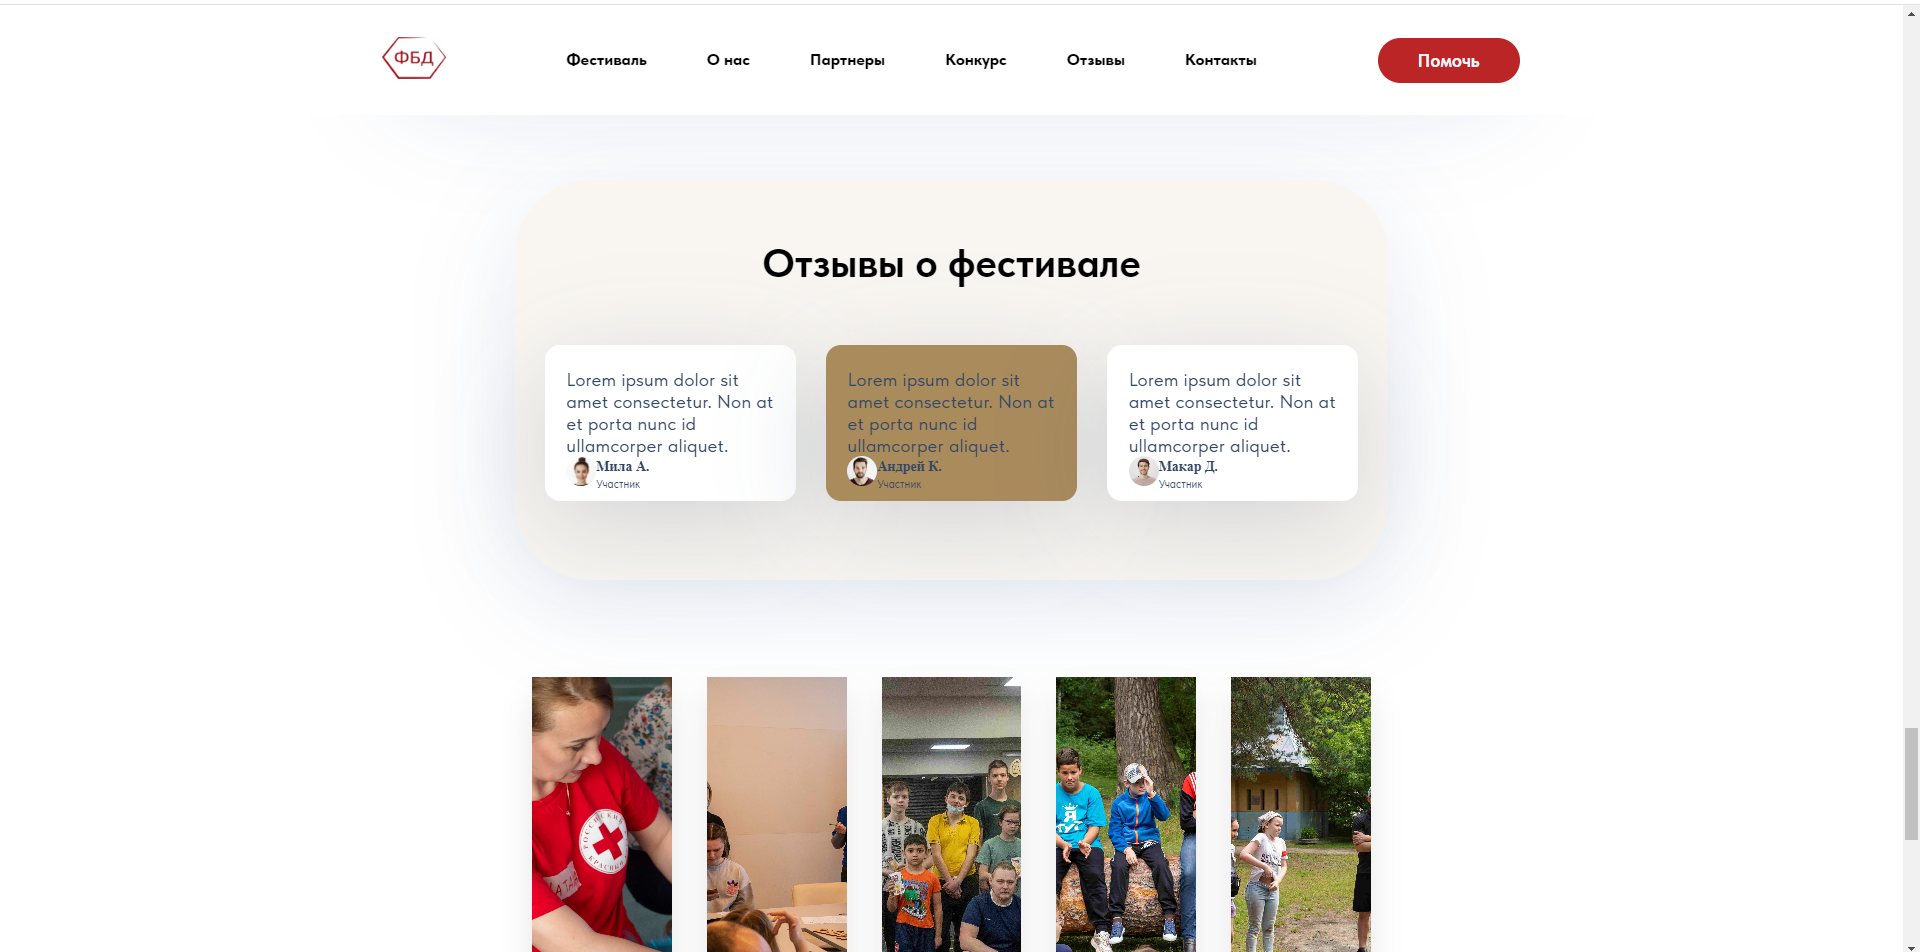 ФБД
Фестиваль
О нас
Партнеры
Конкурс
Отзывы
Контакты
Помочь
Отзывы о фестивале
Lorem ipsum dolor sit
amet consectetur. Non at
et porta nunc id
ullamcorper aliquet.
Мила А.
Участник
Lorem ipsum dolor sit
amet consectetur. Non at
et porta nunc id
ullamcorper aliquet.
Андрей К.
Участник
Lorem ipsum dolor sit
amet consectetur. Non at
et porta nunc id
ullamcorper aliquet.
Макар Д.
Участник
РОССИЙСКИЙ